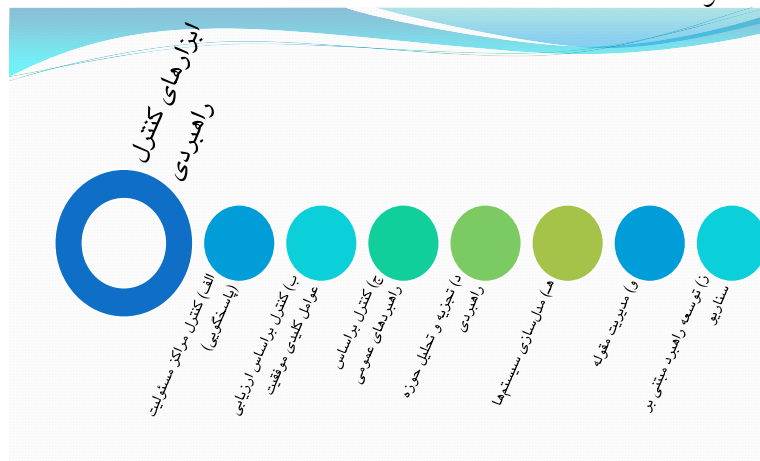 ابزارهای کنترل
راهبردی
الف) کنترل مراکز مسئولیت
(پاسخگویی)
ب) کنترل براساس ارزیابی
عوامل کلیدی موفقیت
ج) کنترل براساس
راهبردهای عمومی
د) تجزیه و تحلیل حوزه
راهبردی
هـ) مدل‌سازی سیستم‌ها
و) مدیریت مقوله
ز) توسعه راهبرد مبتنی بر
سناریو